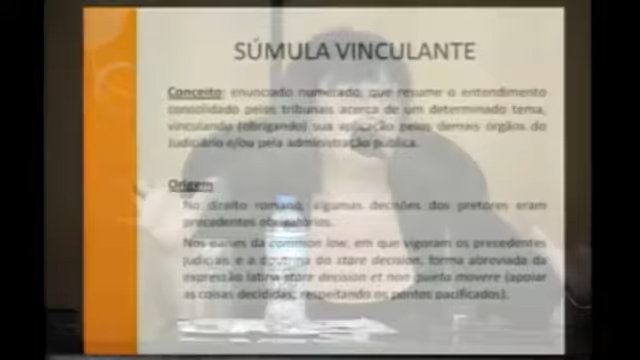 SÚMULA VINCULANTE
Conceito: enunciado numerado, que resume o entendimento
consolidado pelos tribunais acerca de um determinado tema,
vinculando (obrigando) sua aplicação pelos demais órgãos do
Judiciário e/ou pela administração pública.
Origem
No direito romano, algumas decisões dos pretores eram
precedentes obrigatórios.
Nos países da common low, em que vigoram os precedentes
judiciais e a doutrina do stare decision, forma abreviada da
expressão latina stare decision et non quieta movere (apoiar
as coisas decididas, respeitando os pontos pacificados).